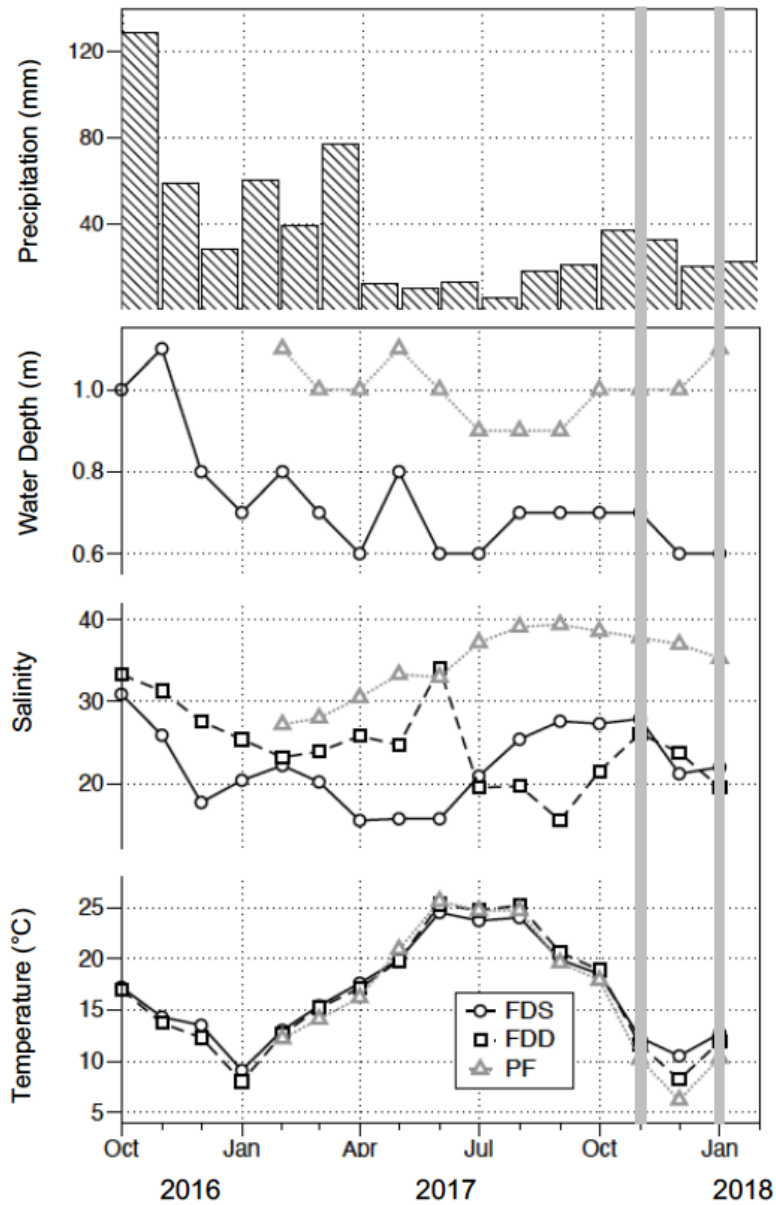 Precipitation (mm)
120
80
40
Water Depth (m)
1.0
0.8
0.6
Salinity
40
30
20
Temperature (°C)
25
20
15
10
5
FDS
FDD
PF
Oct Jan Apr Jul Oct Jan
2016 2017 2018